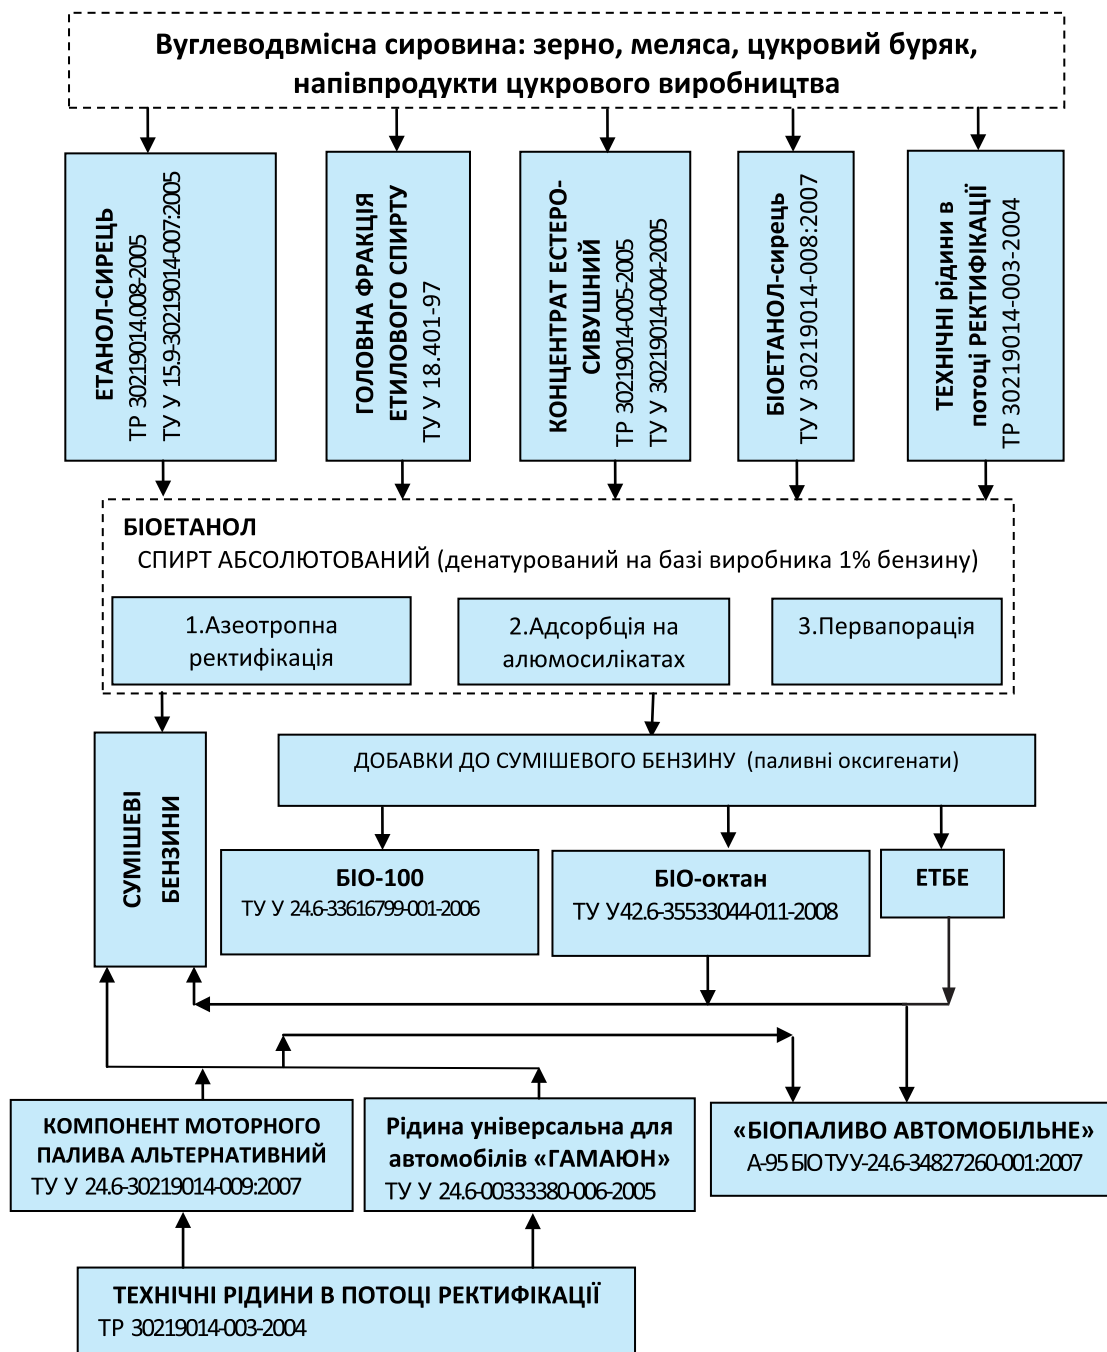 Вуглеводвмісна сировина: зерно, меляса, цукровий буряк,
напівпродукти цукрового виробництва
ЕТАНОЛ-СИРЕЦЬ
ТР 30219014.008-2005
ТУ У 15.9-30219014-007:2005
ГОЛОВНА ФРАКЦІЯ
ЕТИЛОВОГО СПИРТУ
ТУ У 18.401-97
КОНЦЕНТРАТ ЕСТЕРО-
СИВУШНИЙ
ТР 30219014-005-2005
ТУ У 30219014-004-2005
БІОЕТАНОЛ-сирець
ТУ У 30219014-008:2007
ТЕХНІЧНІ рідини в
потоці РЕКТИФІКАЦІЇ
ТР 30219014-003-2004
БІОЕТАНОЛ
СПИРТ АБСОЛЮТОВАНИЙ (денатурований на базі виробника 1% бензину)
1.Азеотропна
ректифікація
2.Адсорбція на
алюмосилікатах
3.Первапорація
СУМІШЕВІ
БЕНЗИНИ
ДОБАВКИ ДО СУМІШЕВОГО БЕНЗИНУ (паливні оксигенати)
БІО-100
ТУ У 24.6-33616799-001-2006
БІО-октан
ТУ У42.6-35533044-011-2008
ЕТБЕ
КОМПОНЕНТ МОТОРНОГО
ПАЛИВА АЛЬТЕРНАТИВНИЙ
ТУ У 24.6-30219014-009:2007
Рідина універсальна для
автомобілів «ГАМАЮН»
ТУ У 24.6-00333380-006-2005
«БІОПАЛИВО АВТОМОБІЛЬНЕ»
А-95 БІО ТУ У-24.6-34827260-001:2007
ТЕХНІЧНІ РІДИНИ В ПОТОЦІ РЕКТИФІКАЦІЇ
ТР 30219014-003-2004